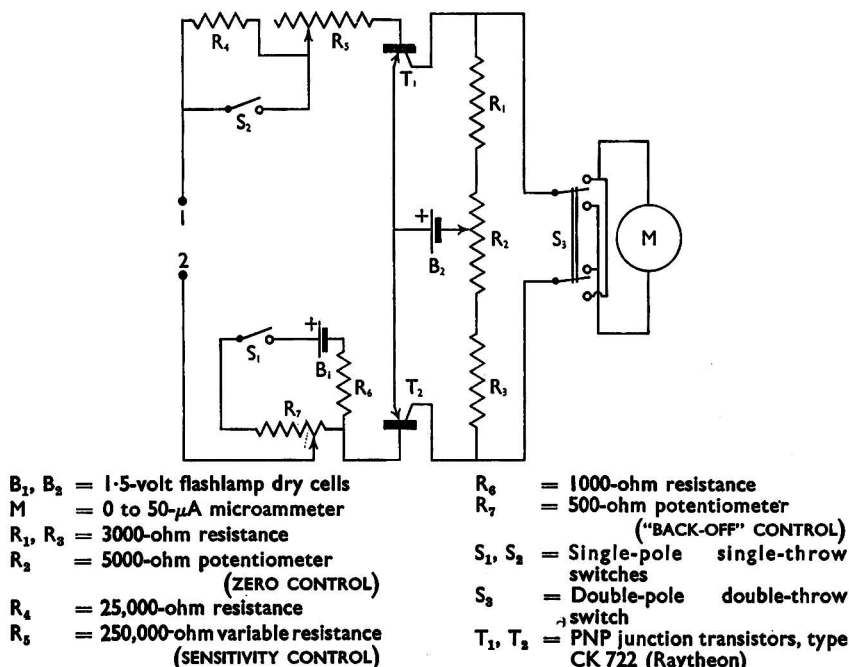 R₄
R₅
T₁
S₂
R₁
1
2
+
B₂
R₂
S₃
M
S₁
+
B₁
R₆
R₇
T₂
R₃
B₁, B₂ = 1·5-volt flashlamp dry cells
M = 0 to 50-μA microammeter
R₁, R₃ = 3000-ohm resistance
R₂ = 5000-ohm potentiometer
(ZERO CONTROL)
R₄ = 25,000-ohm resistance
R₅ = 250,000-ohm variable resistance
(SENSITIVITY CONTROL)
R₆ = 1000-ohm resistance
R₇ = 500-ohm potentiometer
("BACK-OFF" CONTROL)
S₁, S₂ = Single-pole single-throw
switches
S₃ = Double-pole double-throw
switch
T₁, T₂ = PNP junction transistors, type
CK 722 (Raytheon)